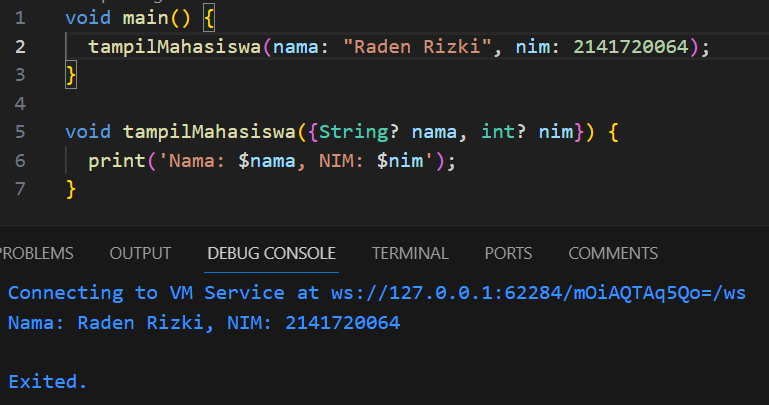 1 void main() {
2 tampilMahasiswa(nama: "Raden Rizki", nim: 2141720064);
3 }
4
5 void tampilMahasiswa({String? nama, int? nim}) {
6 print('Nama: $nama, NIM: $nim');
7 }
PROBLEMS OUTPUT DEBUG CONSOLE TERMINAL PORTS COMMENTS
Connecting to VM Service at ws://127.0.0.1:62284/mOiAQTAq5Qo=/ws
Nama: Raden Rizki, NIM: 2141720064
Exited.